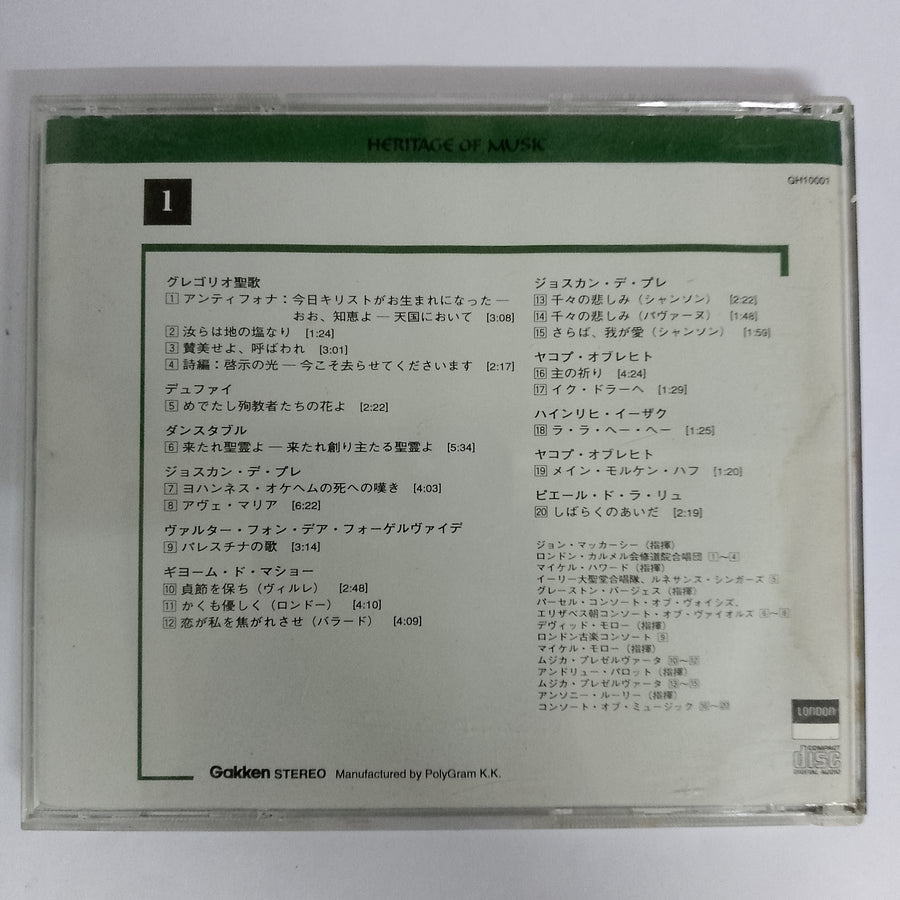 HERITAGE OF MUSIC
GH10001
1
グレゴリオ聖歌
1 アンティフォナ：今日キリストがお生まれになった ―
おお、知恵よ ― 天国において [3:08]
2 汝らは地の塩なり [1:24]
3 賛美せよ、呼ばわれ [3:01]
4 詩編：啓示の光 ― 今こそ去らせてくださいます [2:17]
デュファイ
5 めでたし殉教者たちの花よ [2:22]
ダンスタブル
6 来たれ聖霊よ ― 来たれ創り主たる聖霊よ [5:34]
ジョスカン・デ・プレ
7 ヨハンネス・オケヘムの死への嘆き [4:03]
8 アヴェ・マリア [6:22]
ヴァルター・フォン・デア・フォーゲルヴァイデ
9 パレスチナの歌 [3:14]
ギヨーム・ド・マショー
10 貞節を保ち（ヴィルレ） [2:48]
11 かくも優しく（ロンドー） [4:10]
12 恋が私を焦がれさせ（バラード） [4:09]
ジョスカン・デ・プレ
13 千々の悲しみ（シャンソン） [2:22]
14 千々の悲しみ（パヴァーヌ） [1:48]
15 さらば、我が愛（シャンソン） [1:59]
ヤコブ・オブレヒト
16 主の祈り [4:24]
17 イク・ドラーヘ [1:29]
ハインリヒ・イーザク
18 ラ・ラ・ヘー・ヘー [1:25]
ヤコブ・オブレヒト
19 メイン・モルケン・ハフ [1:20]
ピエール・ド・ラ・リュ
20 しばらくのあいだ [2:19]
ジョン・マッカーシー（指揮）
ロンドン・カルメル会修道院合唱団 1～4
マイケル・ハワード（指揮）
イーリー大聖堂合唱隊、ルネサンス・シンガーズ 5
グレーストン・バージェス（指揮）
パーセル・コンソート・オブ・ヴォイシズ、
エリザベス朝コンソート・オブ・ヴァイオルズ 6～8
デヴィッド・モロー（指揮）
ロンドン古楽コンソート 9
マイケル・モロー（指揮）
ムジカ・プレゼルヴァータ 10～12
アンドリュー・パロット（指揮）
ムジカ・プレゼルヴァータ 13～15
アンソニー・ルーリー（指揮）
コンソート・オブ・ミュージック
LONDON
COMPACT
disc
DIGITAL AUDIO
Gakken STEREO Manufactured by PolyGram K.K.